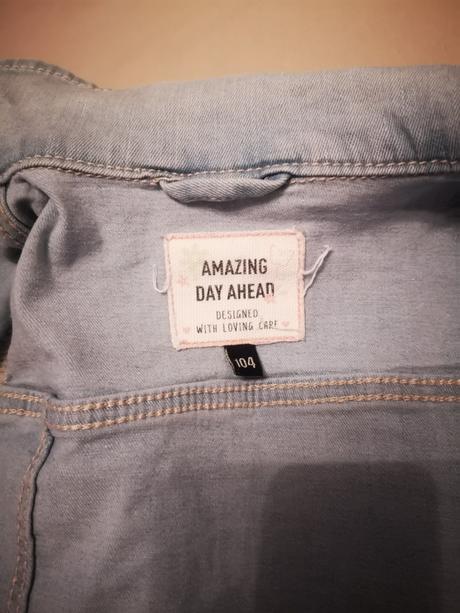 AMAZING
DAY AHEAD
DESIGNED
WITH LOVING CARE
104